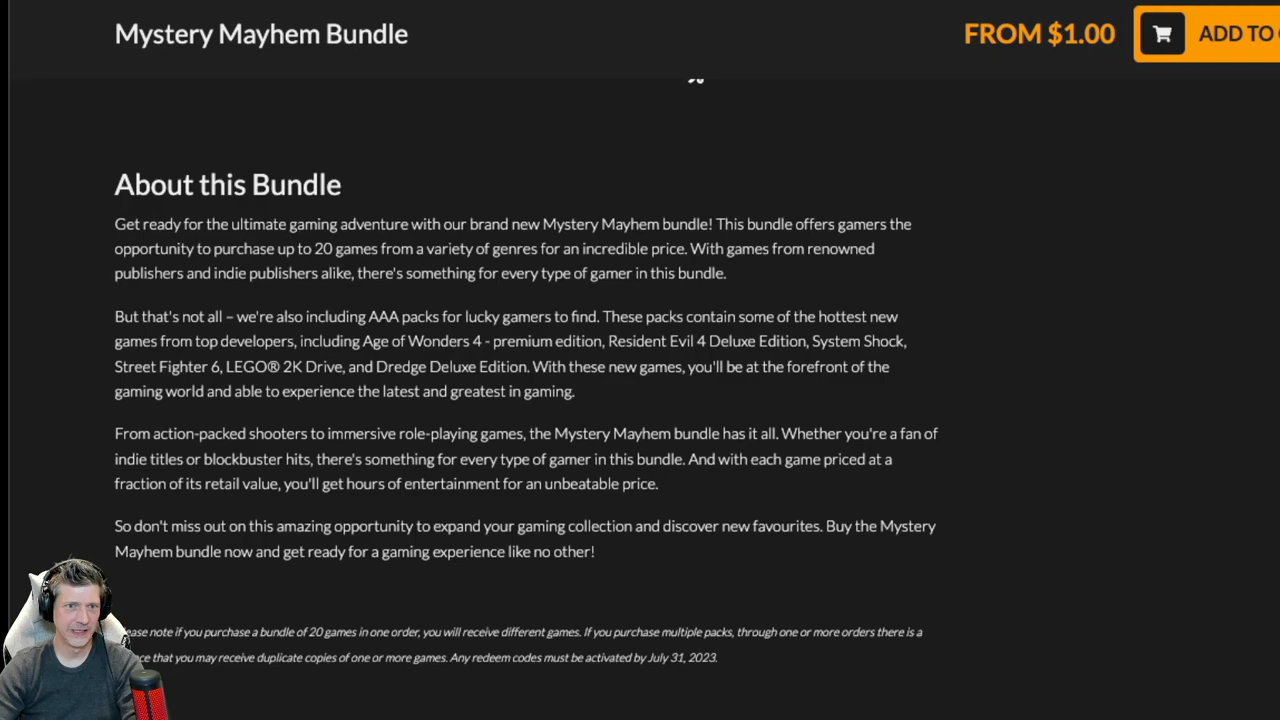 Mystery Mayhem Bundle
FROM $1.00
ADD TO
About this Bundle
Get ready for the ultimate gaming adventure with our brand new Mystery Mayhem bundle! This bundle offers gamers the
opportunity to purchase up to 20 games from a variety of genres for an incredible price. With games from renowned
publishers and indie publishers alike, there's something for every type of gamer in this bundle.
But that's not all – we're also including AAA packs for lucky gamers to find. These packs contain some of the hottest new
games from top developers, including Age of Wonders 4 - premium edition, Resident Evil 4 Deluxe Edition, System Shock,
Street Fighter 6, LEGO® 2K Drive, and Dredge Deluxe Edition. With these new games, you'll be at the forefront of the
gaming world and able to experience the latest and greatest in gaming.
From action-packed shooters to immersive role-playing games, the Mystery Mayhem bundle has it all. Whether you're a fan of
indie titles or blockbuster hits, there's something for every type of gamer in this bundle. And with each game priced at a
fraction of its retail value, you'll get hours of entertainment for an unbeatable price.
So don't miss out on this amazing opportunity to expand your gaming collection and discover new favourites. Buy the Mystery
Mayhem bundle now and get ready for a gaming experience like no other!
ease note if you purchase a bundle of 20 games in one order, you will receive different games. If you purchase multiple packs, through one or more orders there is a
that you may receive duplicate copies of one or more games. Any redeem codes must be activated by July 31, 2023.